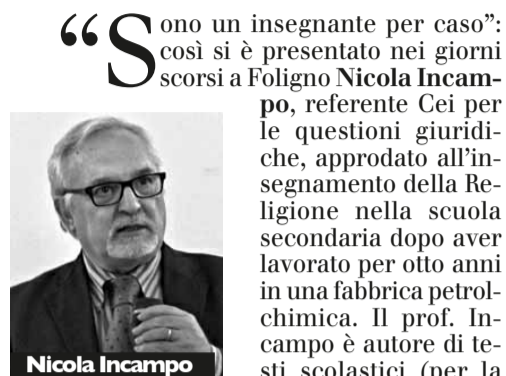 “Sono un insegnante per caso”:
così si è presentato nei giorni
scorsi a Foligno Nicola Incam-
po, referente Cei per
le questioni giuridi-
che, approdato all’in-
segnamento della Re-
ligione nella scuola
secondaria dopo aver
lavorato per otto anni
in una fabbrica petrol-
chimica. Il prof. In-
campo è autore di te-
sti scolastici (per la
Nicola Incampo